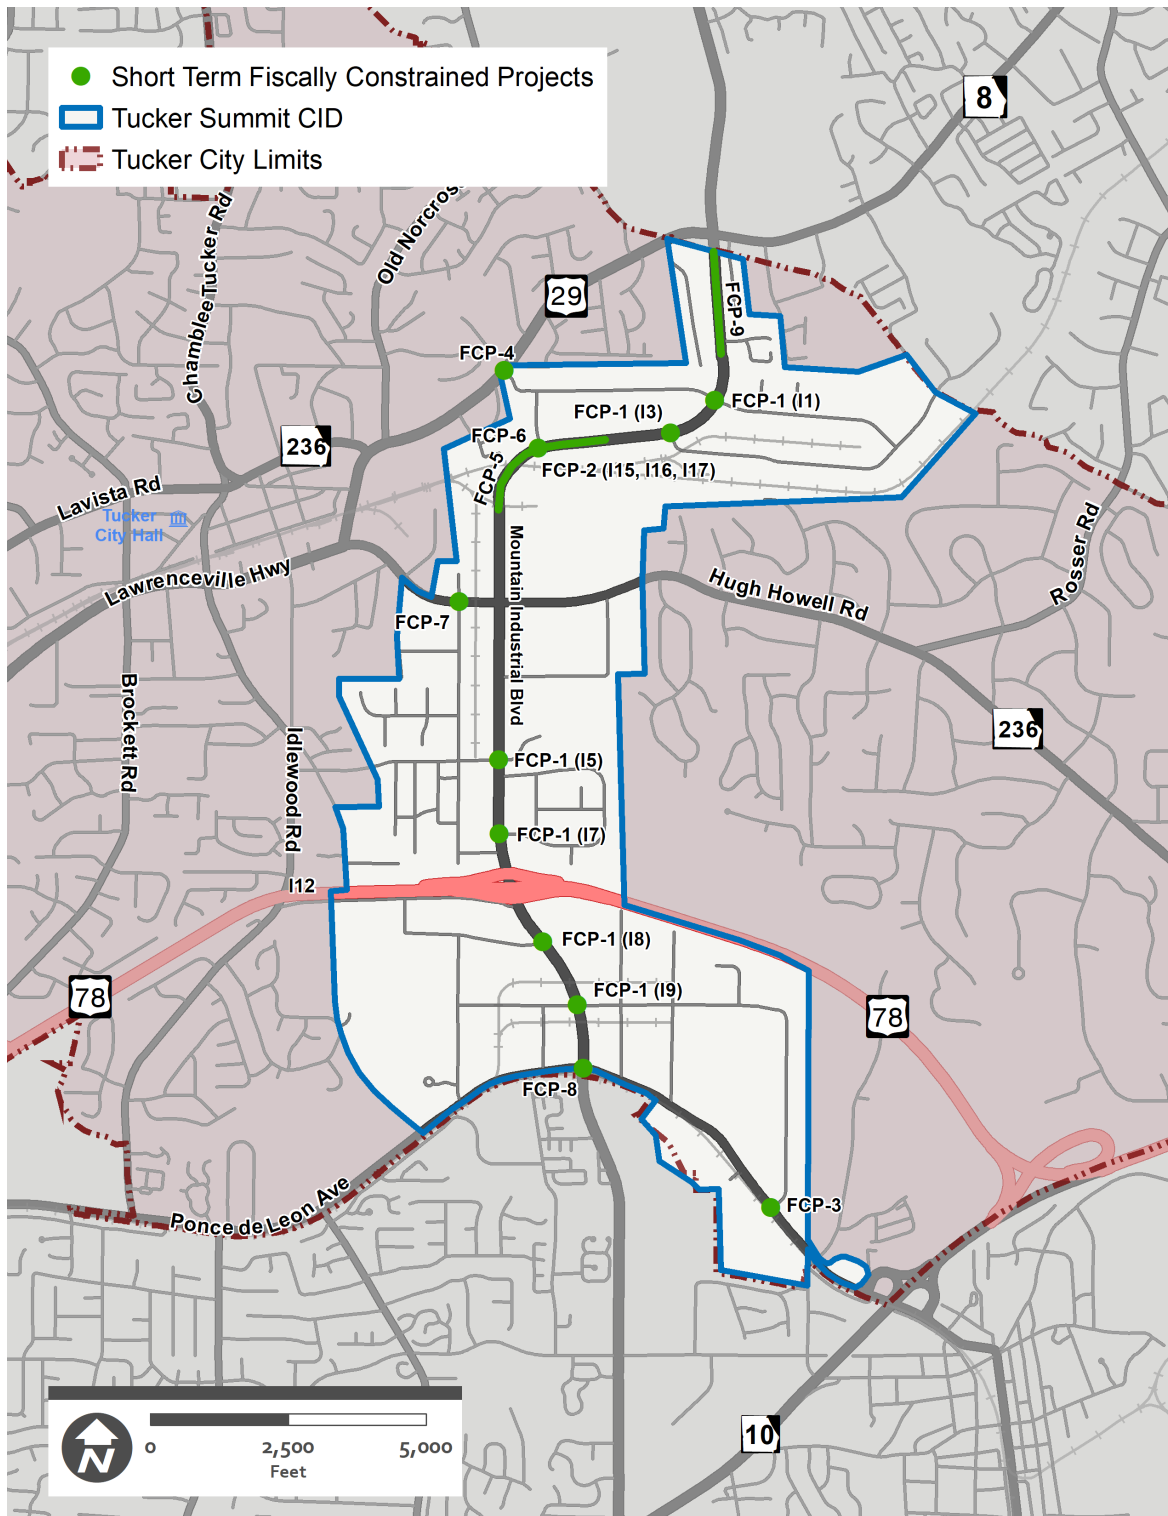 Short Term Fiscally Constrained Projects
Tucker Summit CID
Tucker City Limits
8
Chamblee Tucker Rd
Old Norcros
29
FCP-9
FCP-4
FCP-1 (I1)
FCP-1 (I3)
FCP-6
236
FCP-2 (I15, I16, I17)
FCP-5
Lavista Rd
Tucker
City Hall
Mountain Industrial Blvd
Rosser Rd
Lawrenceville Hwy
Hugh Howell Rd
FCP-7
Brockett Rd
Idlewood Rd
236
FCP-1 (I5)
FCP-1 (I7)
I12
FCP-1 (I8)
78
FCP-1 (I9)
78
FCP-8
Ponce de Leon Ave
FCP-3
N
0 2,500 5,000
Feet
10